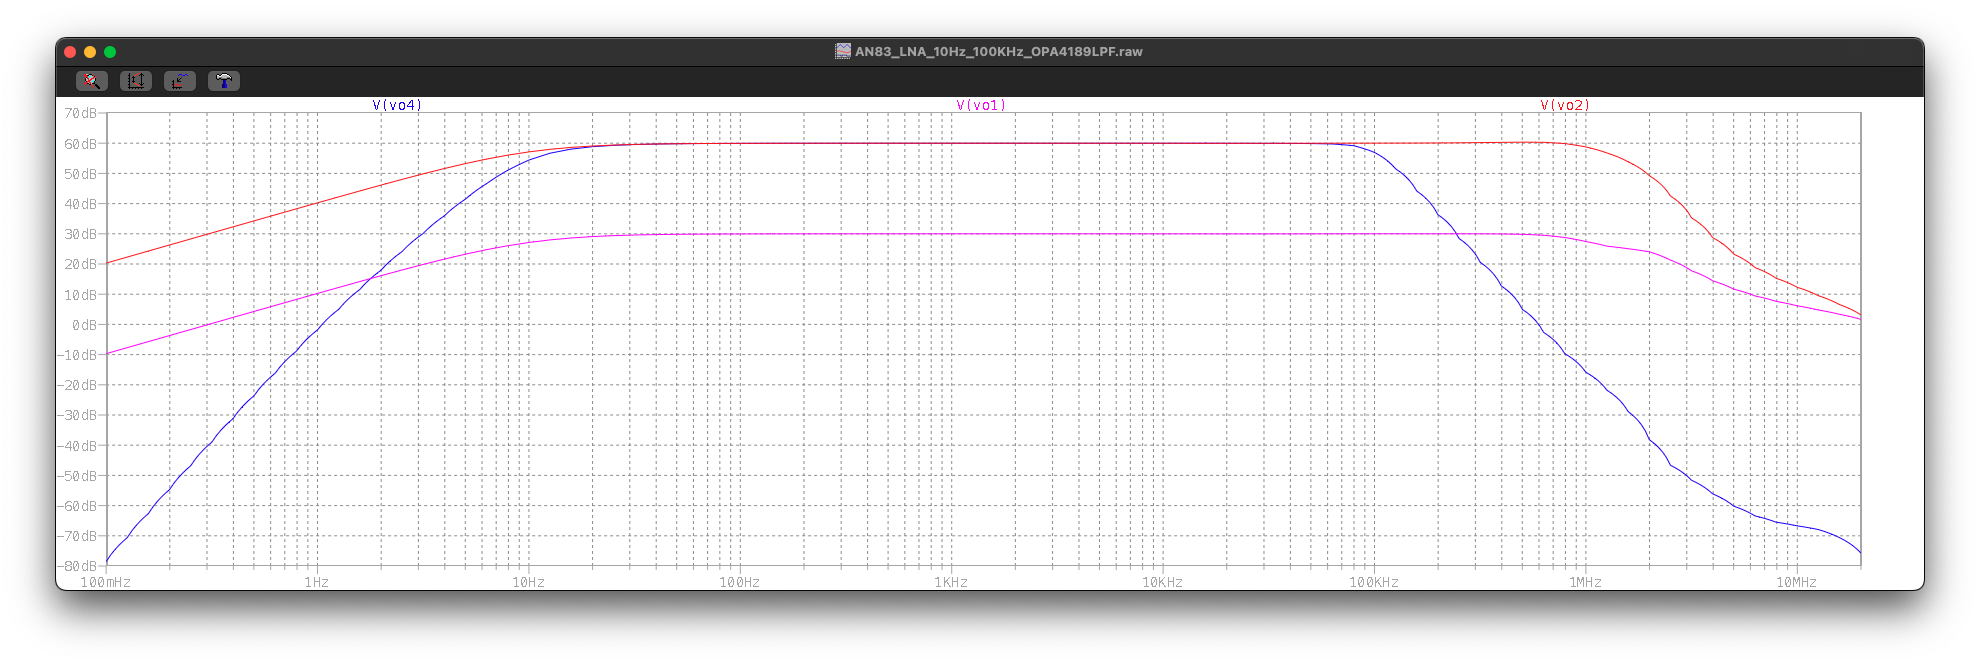 AN83_LNA_10Hz_100KHz_OPA4189LPF.raw
V(vo4) V(vo1) V(vo2)
70dB
60dB
50dB
40dB
30dB
20dB
10dB
0dB
-10dB
-20dB
-30dB
-40dB
-50dB
-60dB
-70dB
-80dB
100mHz 1Hz 10Hz 100Hz 1KHz 10KHz 100KHz 1MHz 10MHz